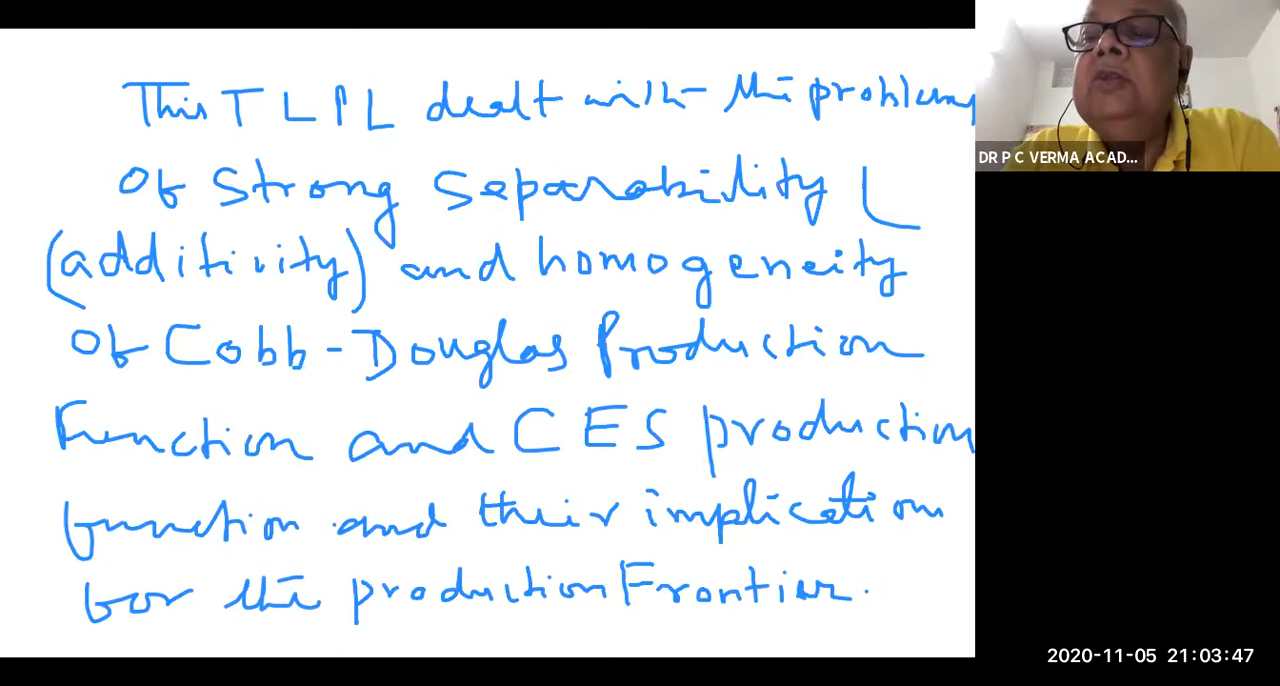 This TLPL dealt with the problems
Of Strong Separability (
(additivity) and homogeneity
Of Cobb-Douglas Production
Function and CES production
function and their implication
for the production Frontier.
DR P C VERMA ACAD...
2020-11-05 21:03:47